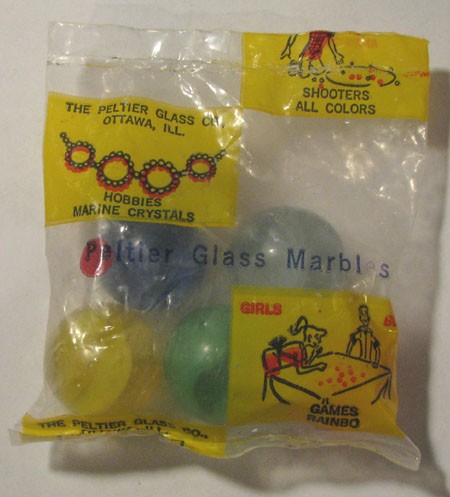 SHOOTERS
ALL COLORS
THE PELTIER GLASS CO.
OTTAWA, ILL.
HOBBIES
MARINE CRYSTALS
Peltier Glass Marbles
GIRLS
GAMES
RAINBO
THE PELTIER GLASS CO.